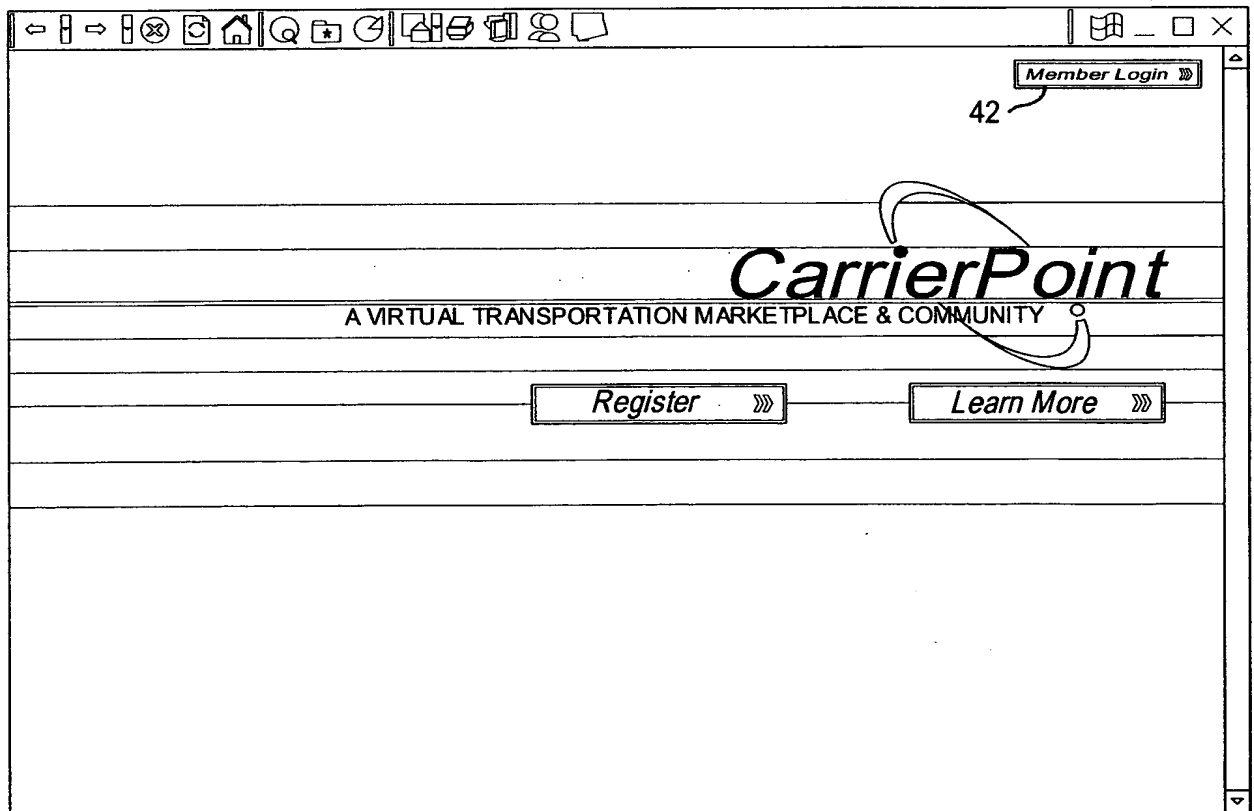 Member Login
42
CarrierPoint
A VIRTUAL TRANSPORTATION MARKETPLACE & COMMUNITY
Register
Learn More